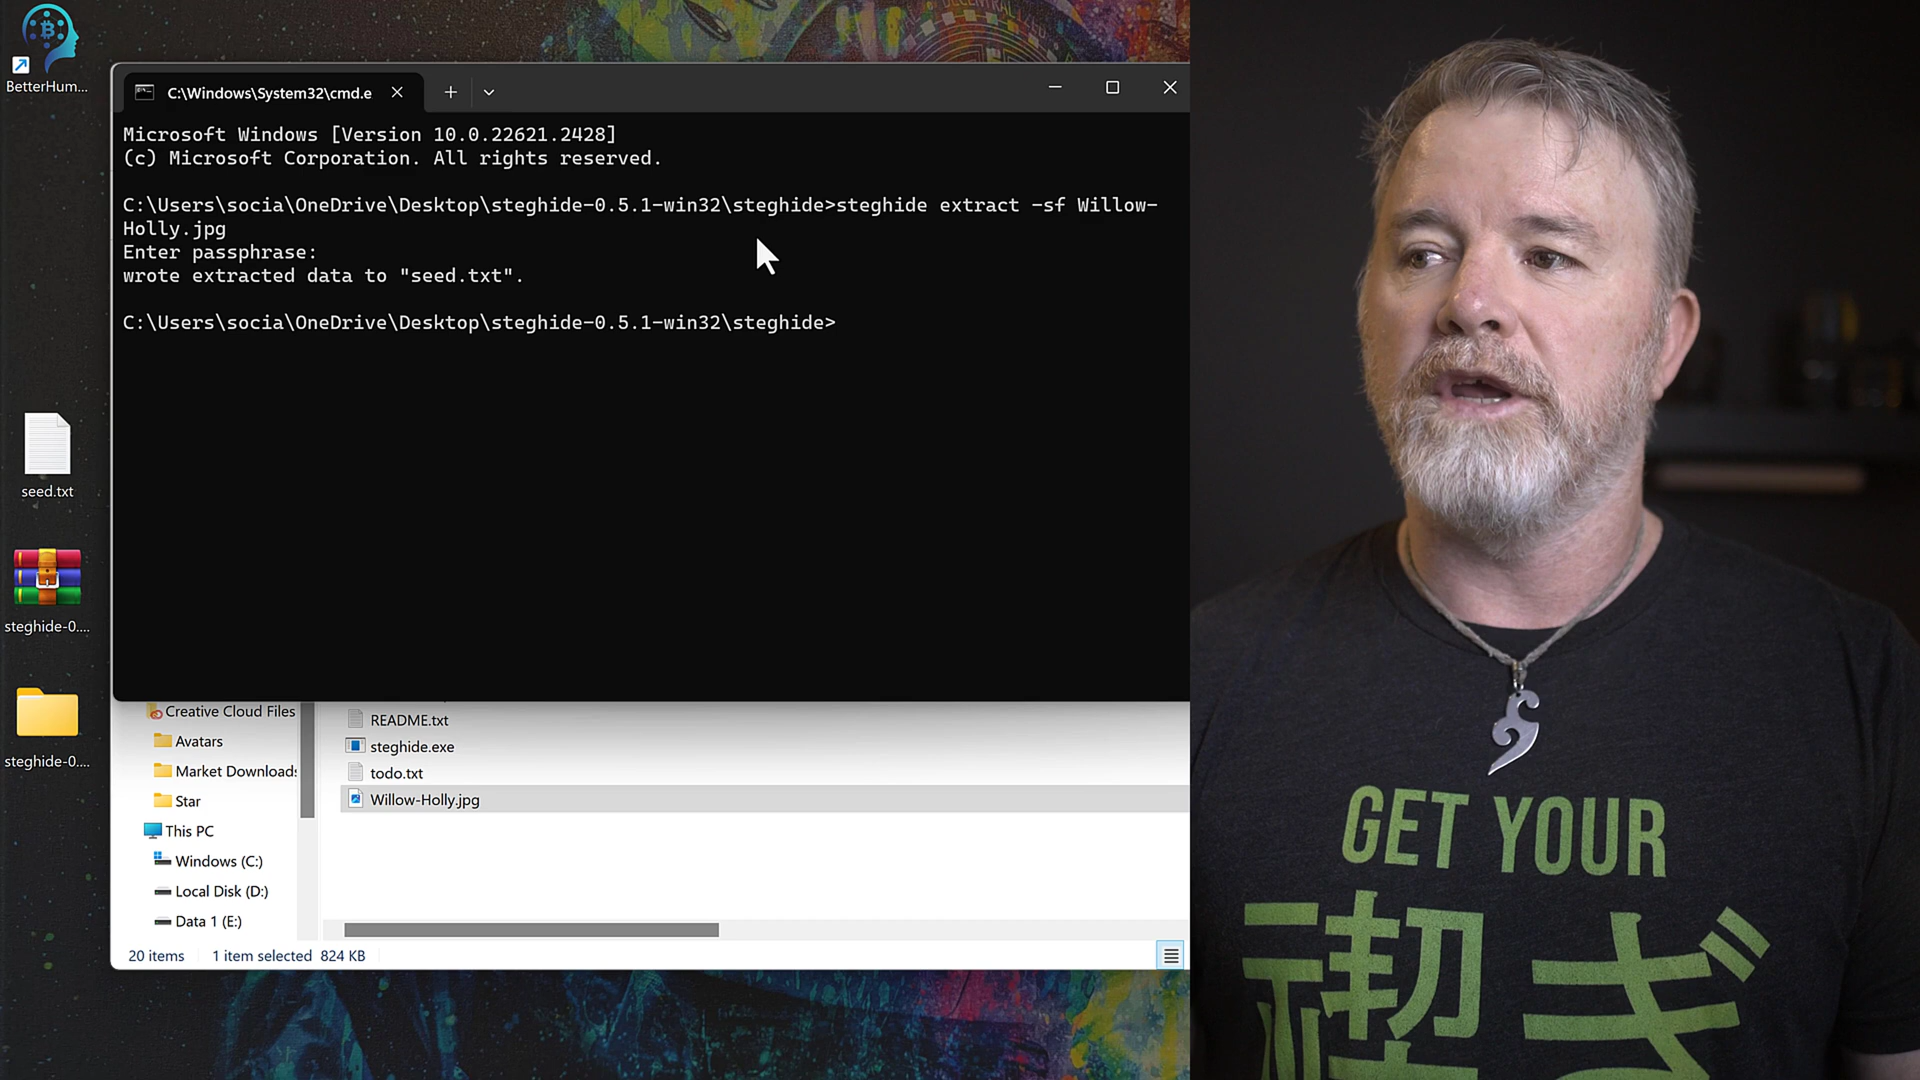 BetterHum...
C:\Windows\System32\cmd.e
Microsoft Windows [Version 10.0.22621.2428]
(c) Microsoft Corporation. All rights reserved.
C:\Users\socia\OneDrive\Desktop\steghide-0.5.1-win32\steghide>steghide extract -sf Willow-
Holly.jpg
Enter passphrase:
wrote extracted data to "seed.txt".
C:\Users\socia\OneDrive\Desktop\steghide-0.5.1-win32\steghide>
seed.txt
steghide-0....
steghide-0....
Creative Cloud Files
Avatars
Market Downloads
Star
This PC
Windows (C:)
Local Disk (D:)
Data 1 (E:)
README.txt
steghide.exe
todo.txt
Willow-Holly.jpg
20 items
1 item selected 824 KB
GET YOUR
禊ぎ